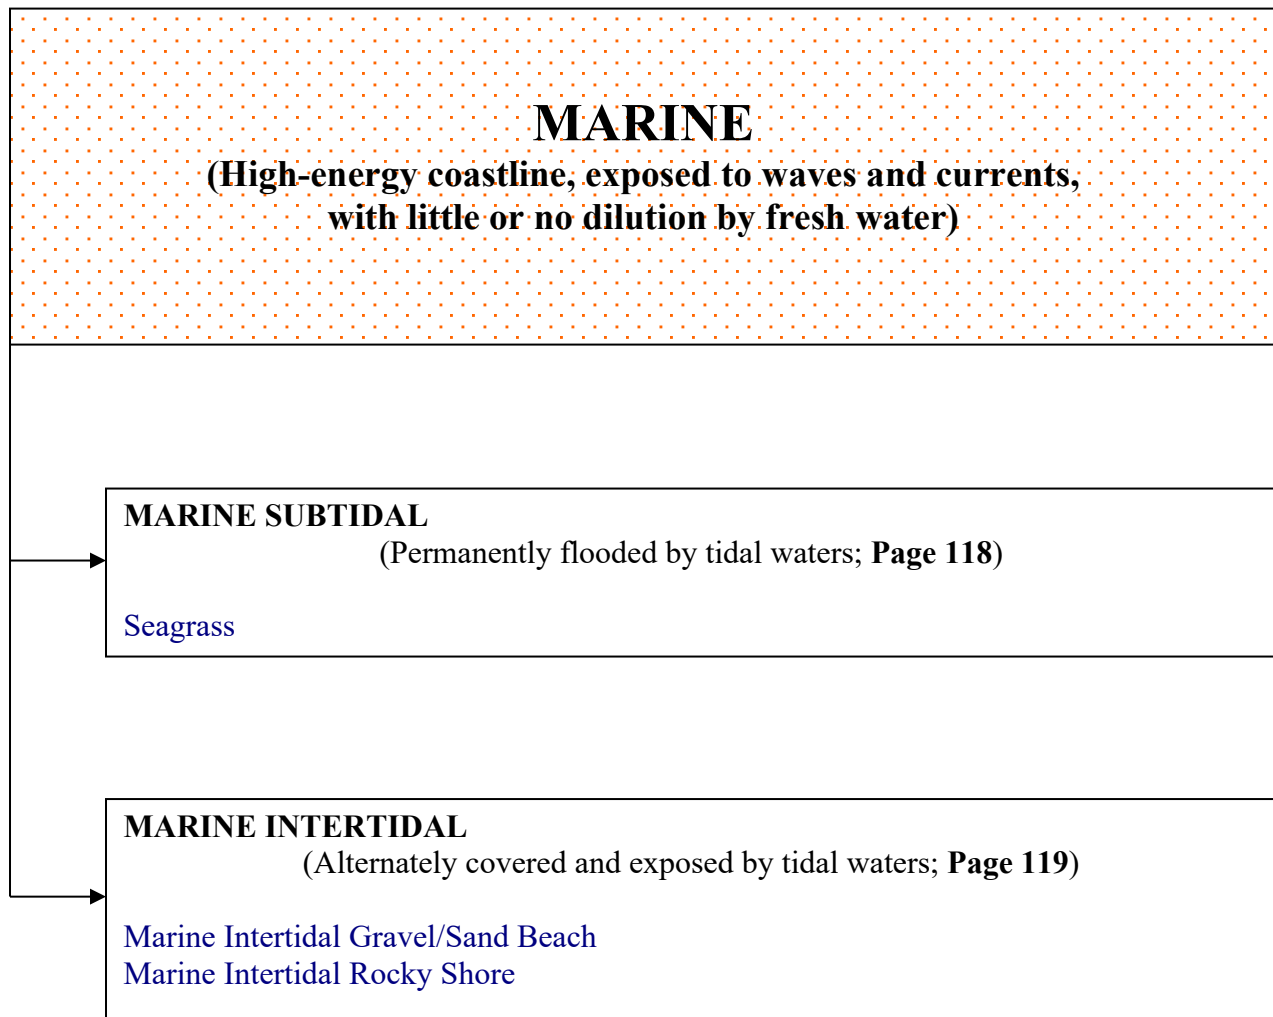 MARINE
(High-energy coastline, exposed to waves and currents,
with little or no dilution by fresh water)
MARINE SUBTIDAL
(Permanently flooded by tidal waters; Page 118)
Seagrass
MARINE INTERTIDAL
(Alternately covered and exposed by tidal waters; Page 119)
Marine Intertidal Gravel/Sand Beach
Marine Intertidal Rocky Shore